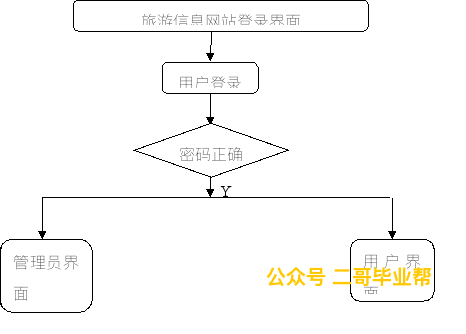 旅游信息网站登录界面
用户登录
密码正确
Y
管理员界
面
用户界
面
公众号 二哥毕业帮